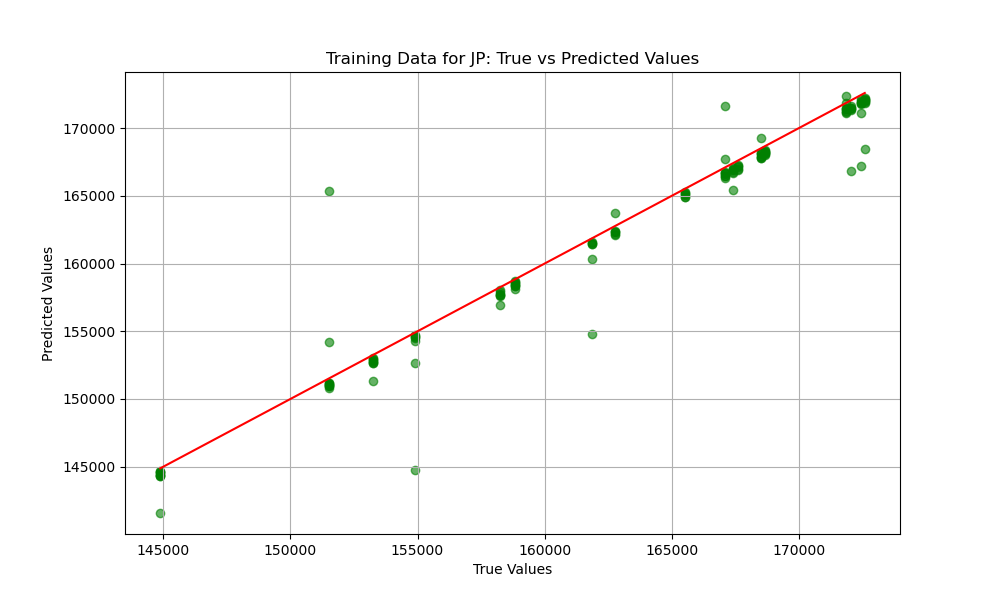 Training Data for JP: True vs Predicted Values
Predicted Values
170000
165000
160000
155000
150000
145000
145000 150000 155000 160000 165000 170000
True Values